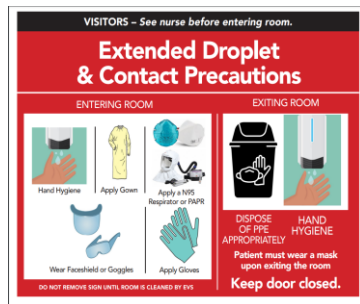 VISITORS – See nurse before entering room.
Extended Droplet
& Contact Precautions
ENTERING ROOM
Hand Hygiene
Apply Gown
Apply a N95
Respirator or PAPR
Wear Faceshield or Goggles
Apply Gloves
DO NOT REMOVE SIGN UNTIL ROOM IS CLEANED BY EVS
EXITING ROOM
DISPOSE
OF PPE
APPROPRIATELY
HAND
HYGIENE
Patient must wear a mask
upon exiting the room
Keep door closed.